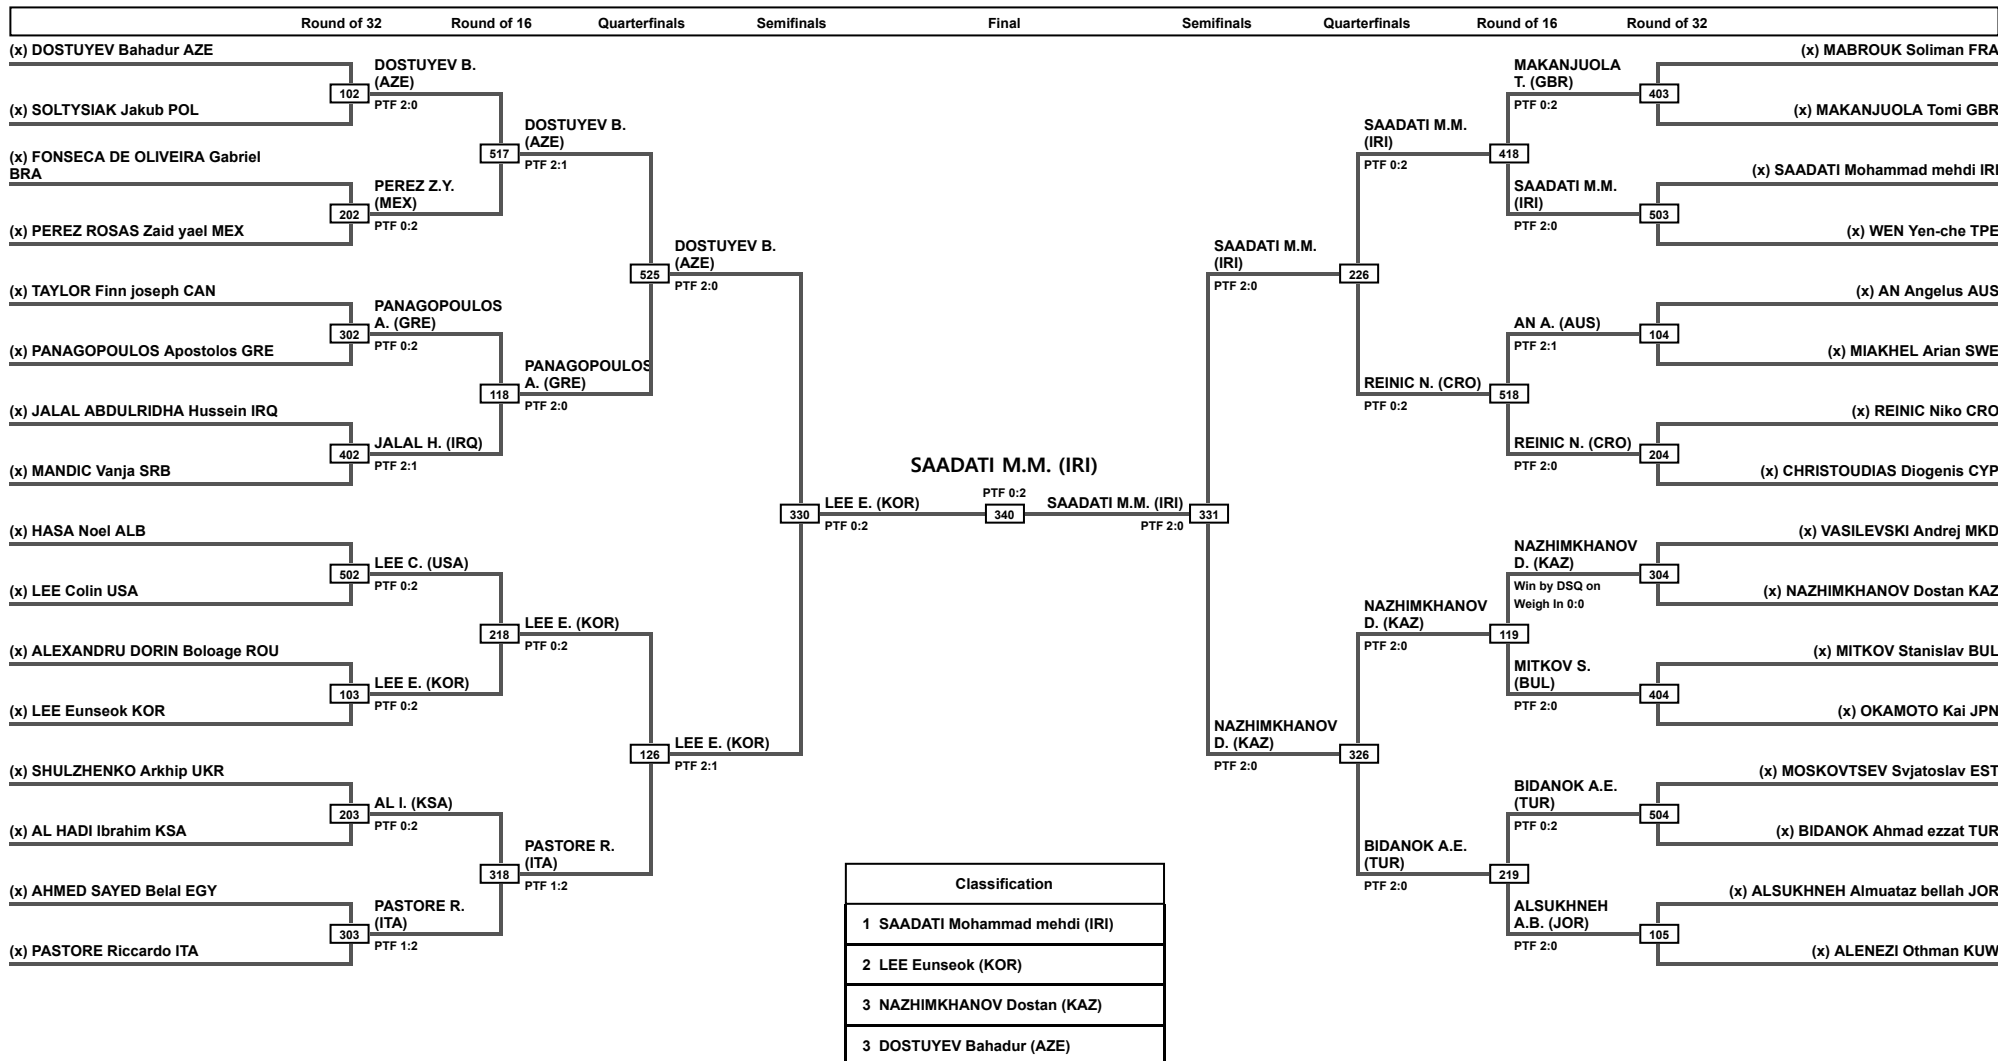 Round of 32 Round of 16 Quarterfinals Semifinals Final Semifinals Quarterfinals Round of 16 Round of 32
(x) DOSTUYEV Bahadur AZE
(x) SOLTYSIAK Jakub POL
(x) FONSECA DE OLIVEIRA Gabriel
BRA
(x) PEREZ ROSAS Zaid yael MEX
(x) TAYLOR Finn joseph CAN
(x) PANAGOPOULOS Apostolos GRE
(x) JALAL ABDULRIDHA Hussein IRQ
(x) MANDIC Vanja SRB
(x) HASA Noel ALB
(x) LEE Colin USA
(x) ALEXANDRU DORIN Boloage ROU
(x) LEE Eunseok KOR
(x) SHULZHENKO Arkhip UKR
(x) AL HADI Ibrahim KSA
(x) AHMED SAYED Belal EGY
(x) PASTORE Riccardo ITA
102
202
302
402
502
103
203
303
DOSTUYEV B.
(AZE)
PTF 2:0
PEREZ Z.Y.
(MEX)
PTF 0:2
PANAGOPOULOS
A. (GRE)
PTF 0:2
JALAL H. (IRQ)
PTF 2:1
LEE C. (USA)
PTF 0:2
LEE E. (KOR)
PTF 0:2
AL I. (KSA)
PTF 0:2
PASTORE R.
(ITA)
PTF 1:2
517
118
218
318
DOSTUYEV B.
(AZE)
PTF 2:1
PANAGOPOULOS
A. (GRE)
PTF 2:0
LEE E. (KOR)
PTF 0:2
PASTORE R.
(ITA)
PTF 1:2
525
126
DOSTUYEV B.
(AZE)
PTF 2:0
LEE E. (KOR)
PTF 2:1
330
LEE E. (KOR)
PTF 0:2
SAADATI M.M. (IRI)
PTF 0:2
340
SAADATI M.M. (IRI)
PTF 2:0
331
SAADATI M.M.
(IRI)
PTF 2:0
NAZHIMKHANOV
D. (KAZ)
PTF 2:0
226
326
SAADATI M.M.
(IRI)
PTF 0:2
REINIC N. (CRO)
PTF 0:2
NAZHIMKHANOV
D. (KAZ)
PTF 2:0
BIDANOK A.E.
(TUR)
PTF 2:0
418
518
119
219
MAKANJUOLA
T. (GBR)
PTF 0:2
SAADATI M.M.
(IRI)
PTF 2:0
AN A. (AUS)
PTF 2:1
REINIC N. (CRO)
PTF 2:0
NAZHIMKHANOV
D. (KAZ)
Win by DSQ on
Weigh In 0:0
MITKOV S.
(BUL)
PTF 2:0
BIDANOK A.E.
(TUR)
PTF 0:2
ALSUKHNEH
A.B. (JOR)
PTF 2:0
403
503
104
204
304
404
504
105
(x) MABROUK Soliman FRA
(x) MAKANJUOLA Tomi GBR
(x) SAADATI Mohammad mehdi IRI
(x) WEN Yen-che TPE
(x) AN Angelus AUS
(x) MIAKHEL Arian SWE
(x) REINIC Niko CRO
(x) CHRISTOUDIAS Diogenis CYP
(x) VASILEVSKI Andrej MKD
(x) NAZHIMKHANOV Dostan KAZ
(x) MITKOV Stanislav BUL
(x) OKAMOTO Kai JPN
(x) MOSKOVTSEV Svjatoslav EST
(x) BIDANOK Ahmad ezzat TUR
(x) ALSUKHNEH Almuataz bellah JOR
(x) ALENEZI Othman KUW
Classification
1 SAADATI Mohammad mehdi (IRI)
2 LEE Eunseok (KOR)
3 NAZHIMKHANOV Dostan (KAZ)
3 DOSTUYEV Bahadur (AZE)